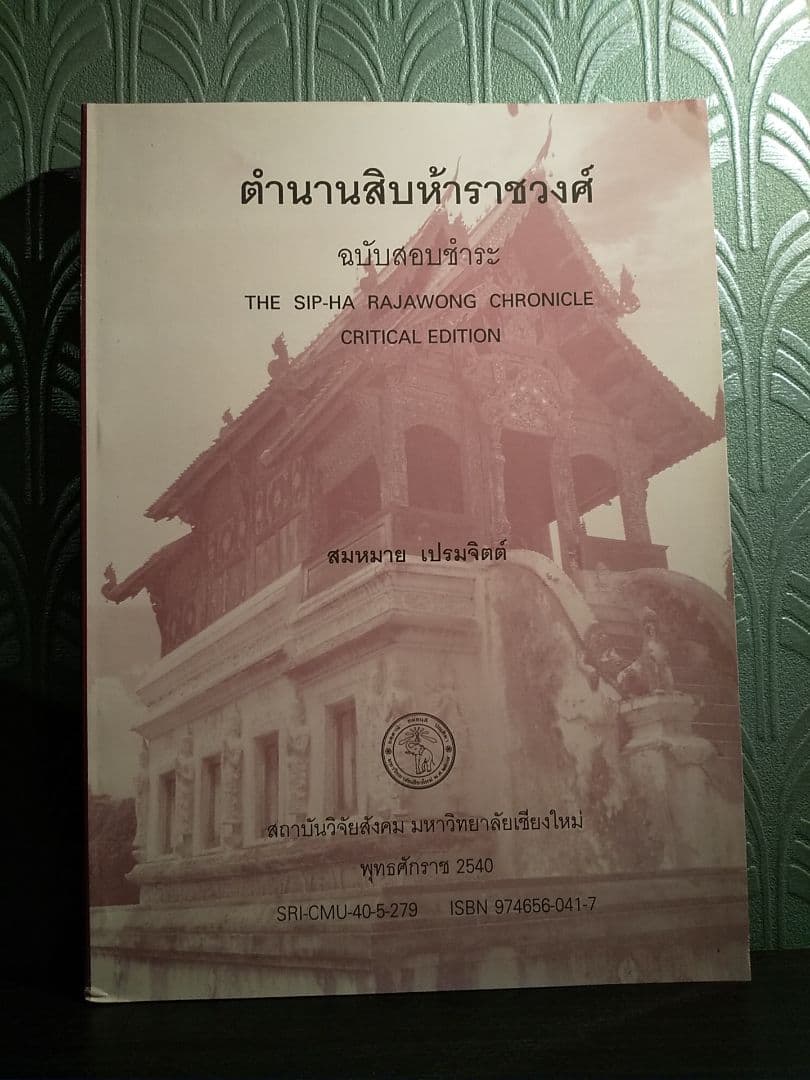 ตำนานสิบห้าราชวงศ์
ฉบับสอบชำระ
THE SIP-HA RAJAWONG CHRONICLE
CRITICAL EDITION
สมหมาย เปรมจิตต์
สถาบันวิจัยสังคม มหาวิทยาลัยเชียงใหม่
พุทธศักราช 2540
SRI-CMU-40-5-279 ISBN 974656-041-7